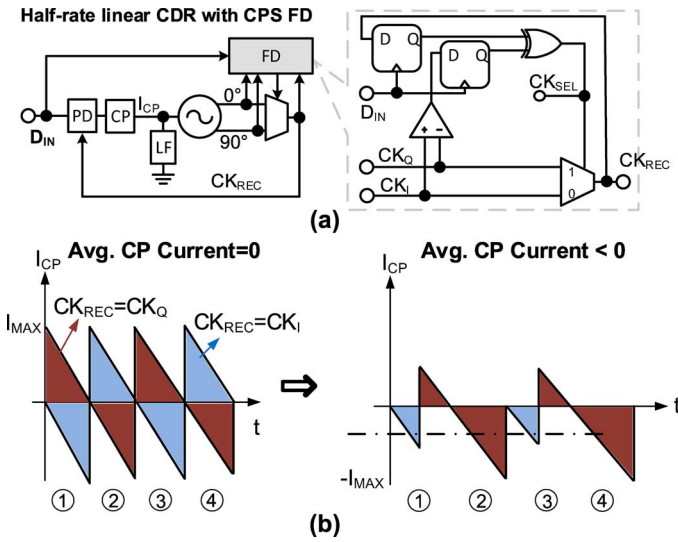 Half-rate linear CDR with CPS FD
FD
D Q
D Q
I_CP
0°
90°
D_IN
PD
CP
LF
CK_REC
D_IN
CK_SEL
+ -
CK_Q
CK_I
1
0
CK_REC
(a)
Avg. CP Current=0
Avg. CP Current < 0
I_CP
I_CP
I_MAX
CK_REC=CK_Q
CK_REC=CK_I
t
t
-I_MAX
① ② ③ ④
① ② ③ ④
(b)